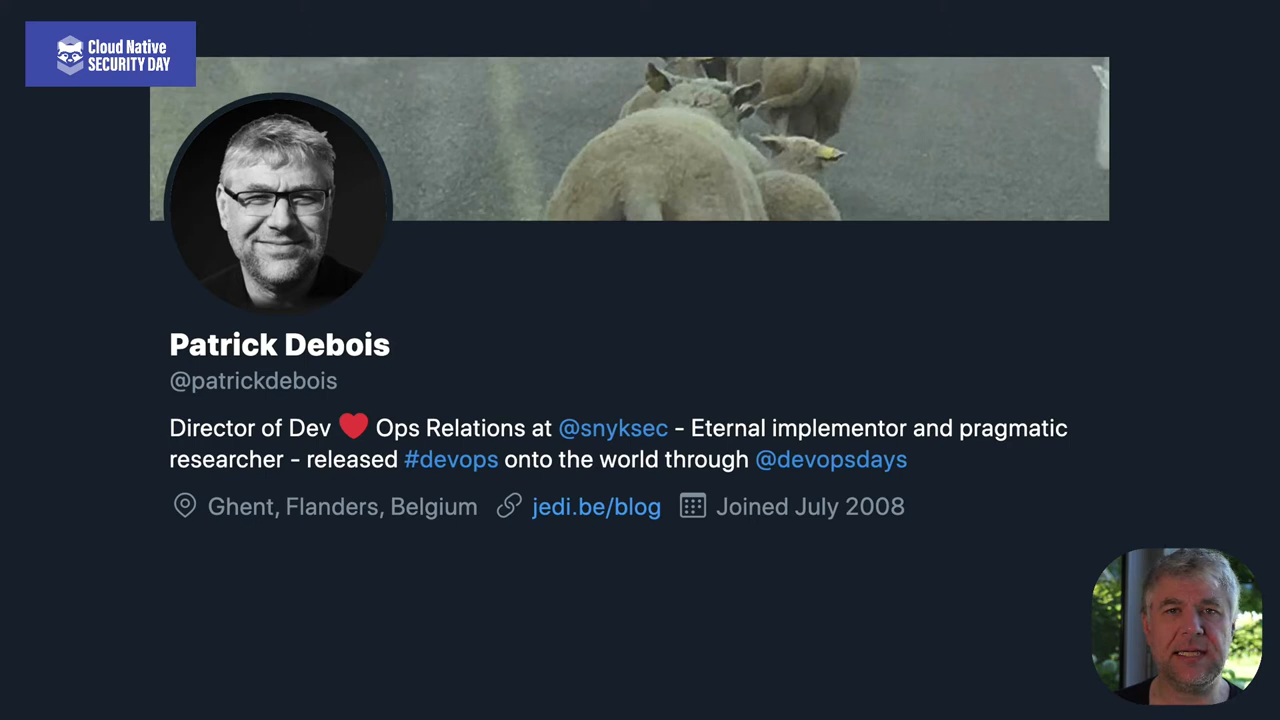 Cloud Native
SECURITY DAY
Patrick Debois
@patrickdebois
Director of Dev ❤️ Ops Relations at @snyksec - Eternal implementor and pragmatic
researcher - released #devops onto the world through @devopsdays
Ghent, Flanders, Belgium jedi.be/blog Joined July 2008